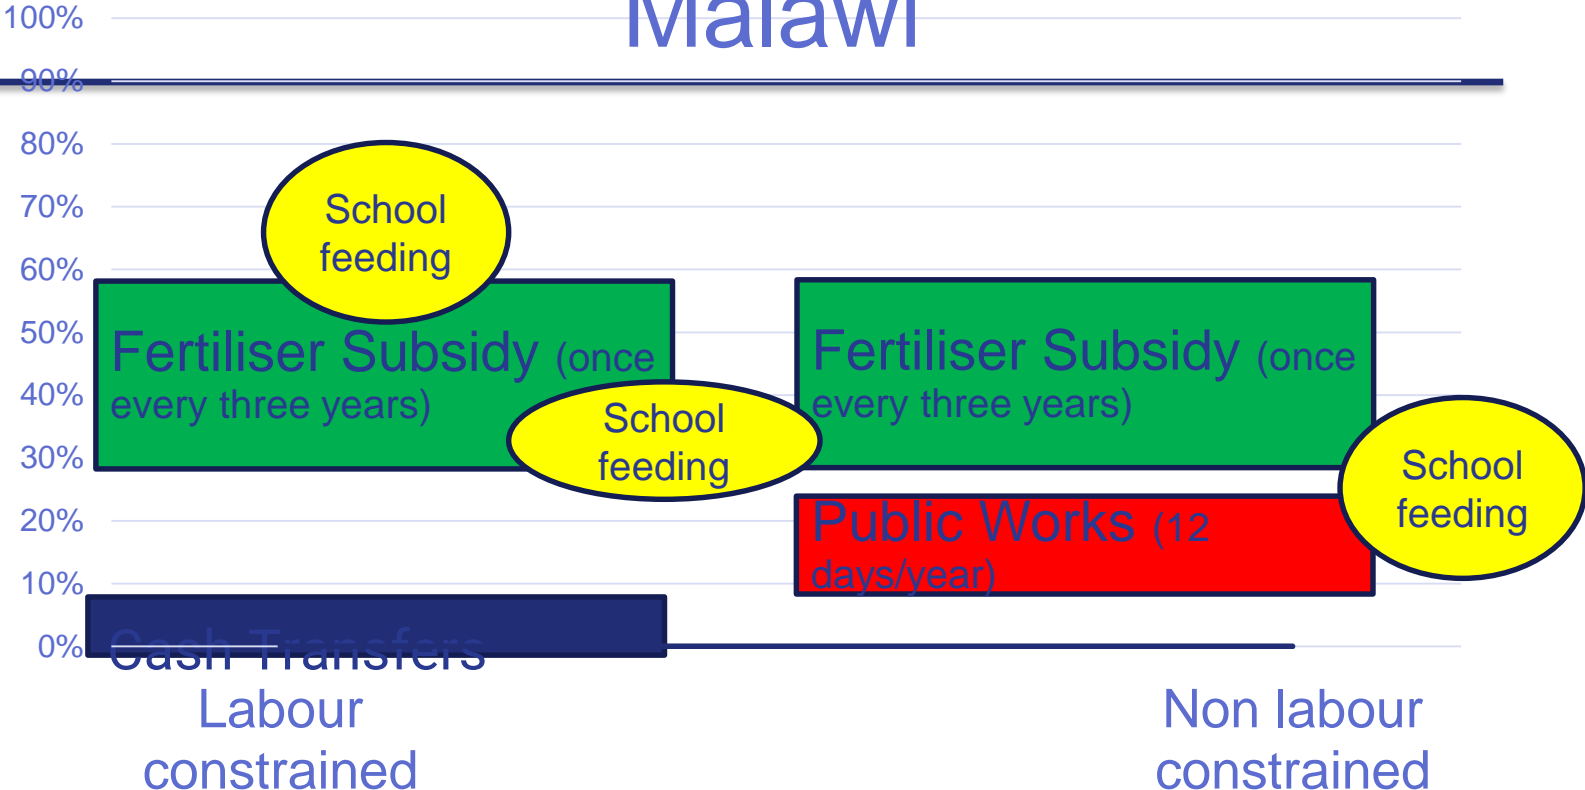 Malawi
100%
90%
80%
70%
60%
50%
40%
30%
20%
10%
0%
School
feeding
Fertiliser Subsidy (once
every three years)
School
feeding
Fertiliser Subsidy (once
every three years)
School
feeding
Public Works (12
days/year)
Cash Transfers
Labour
constrained
Non labour
constrained